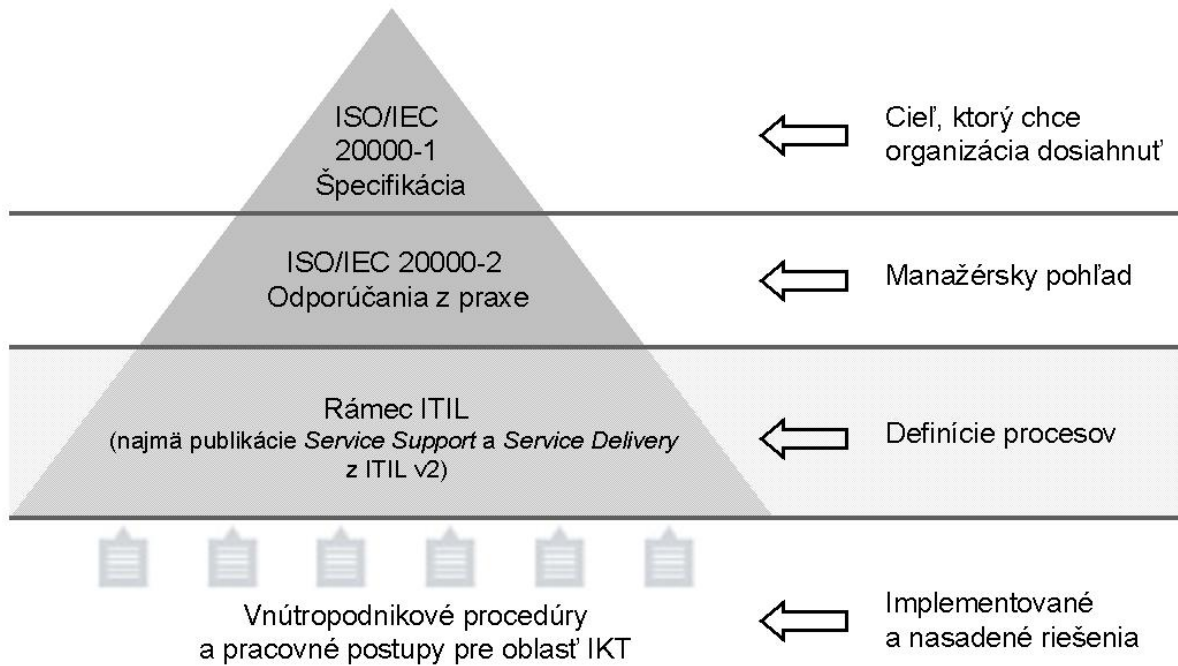 ISO/IEC
20000-1
Špecifikácia
Cieľ, ktorý chce
organizácia dosiahnuť
ISO/IEC 20000-2
Odporúčania z praxe
Manažérsky pohľad
Rámec ITIL
(najmä publikácie Service Support a Service Delivery
z ITIL v2)
Definície procesov
Vnútropodnikové procedúry
a pracovné postupy pre oblasť IKT
Implementované
a nasadené riešenia